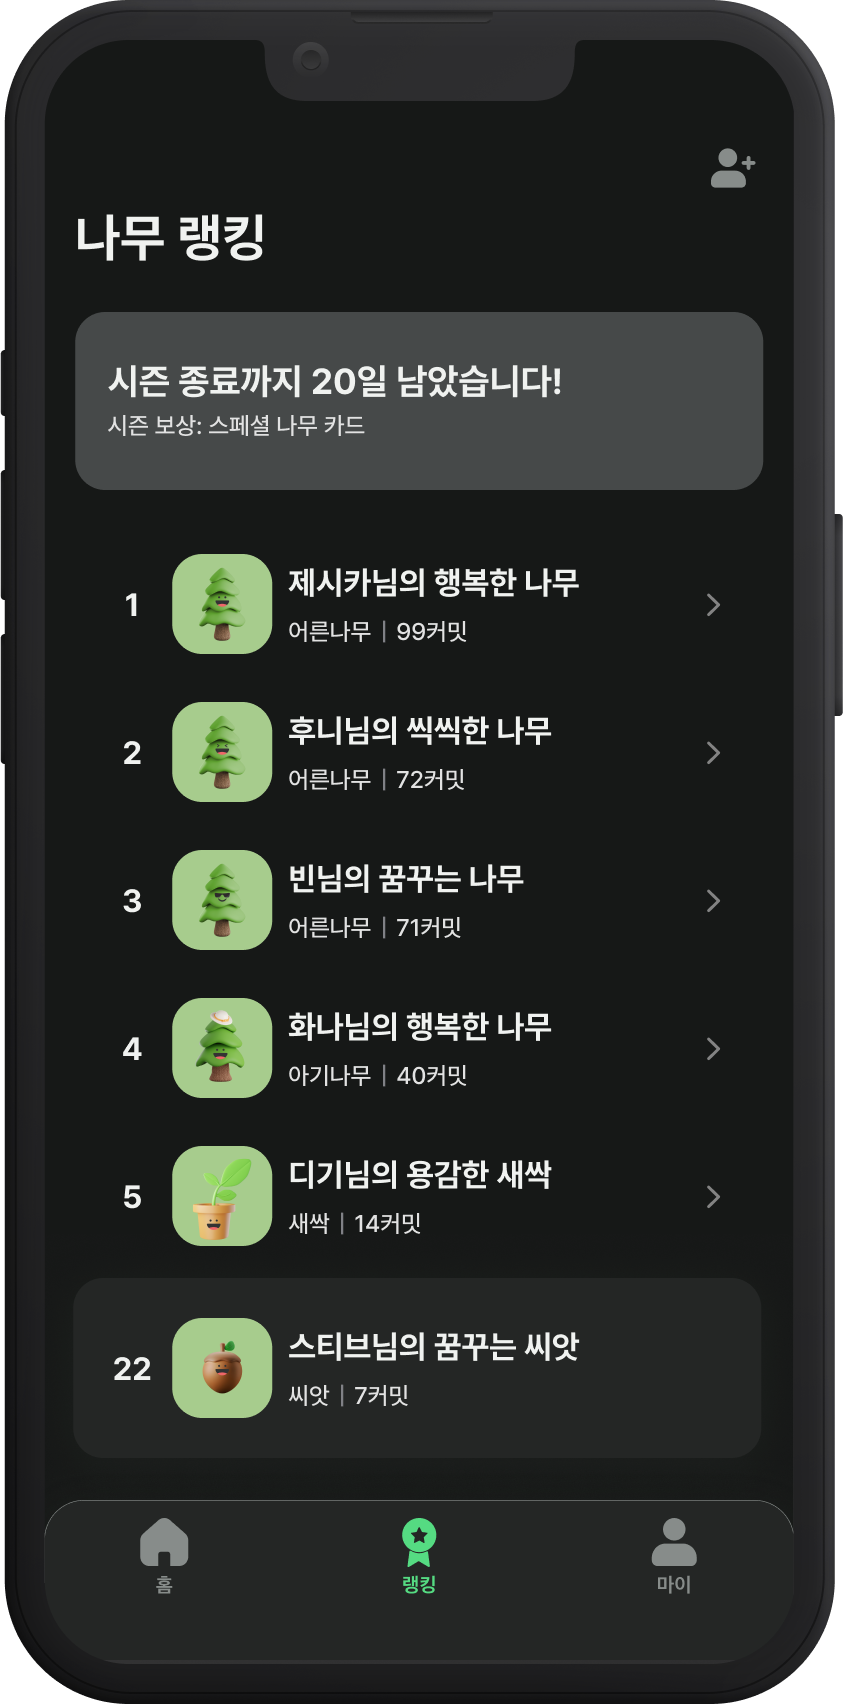 나무 랭킹
시즌 종료까지 20일 남았습니다!
시즌 보상: 스페셜 나무 카드
1
제시카님의 행복한 나무
어른나무 | 99커밋
2
후니님의 씩씩한 나무
어른나무 | 72커밋
3
빈님의 꿈꾸는 나무
어른나무 | 71커밋
4
화나님의 행복한 나무
아기나무 | 40커밋
5
디기님의 용감한 새싹
새싹 | 14커밋
22
스티브님의 꿈꾸는 씨앗
씨앗 | 7커밋
홈
랭킹
마이